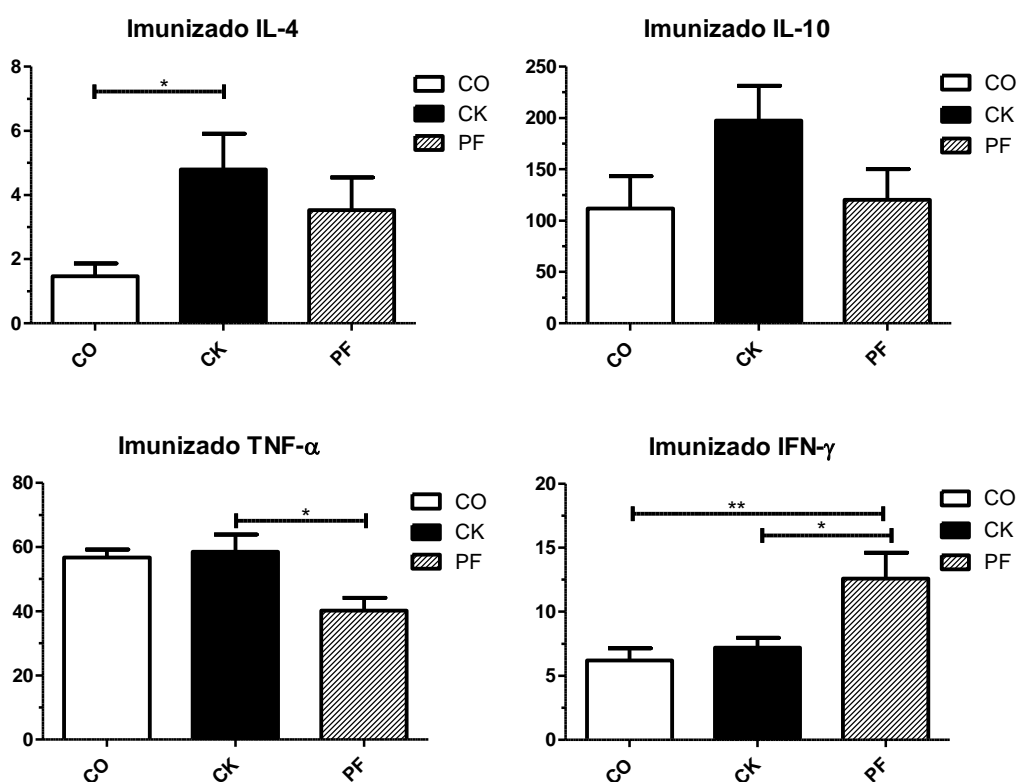 Imunizado IL-4
8
6
4
2
0
*
CO
CK
PF
CO
CK
PF
Imunizado IL-10
250
200
150
100
50
0
CO
CK
PF
CO
CK
PF
Imunizado TNF-α
80
60
40
20
0
*
CO
CK
PF
CO
CK
PF
Imunizado IFN-γ
20
15
10
5
0
**
*
CO
CK
PF
CO
CK
PF